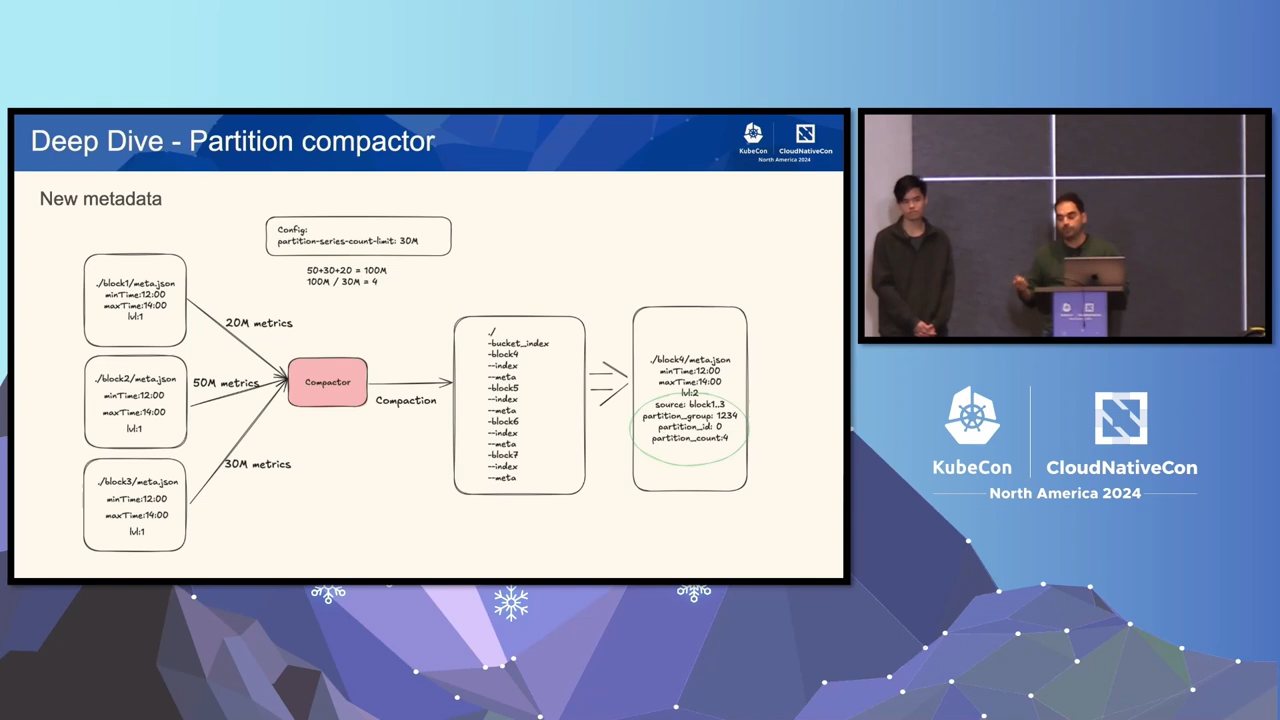 Deep Dive - Partition compactor
KubeCon
CloudNativeCon
North America 2024
New metadata
Config:
partition-series-count-limit: 30M
50+30+20 = 100M
100M / 30M = 4
./block1/meta.json
minTime:12:00
maxTime:14:00
lvl:1
./block2/meta.json
minTime:12:00
maxTime:14:00
lvl:1
./block3/meta.json
minTime:12:00
maxTime:14:00
lvl:1
20M metrics
50M metrics
30M metrics
Compactor
Compaction
./
-bucket_index
-block4
--index
--meta
-block5
--index
--meta
-block6
--index
--meta
-block7
--index
--meta
./block4/meta.json
minTime:12:00
maxTime:14:00
lvl:2
source: block1..3
partition_group: 1234
partition_id: 0
partition_count:4
KubeCon
CloudNativeCon
North America 2024